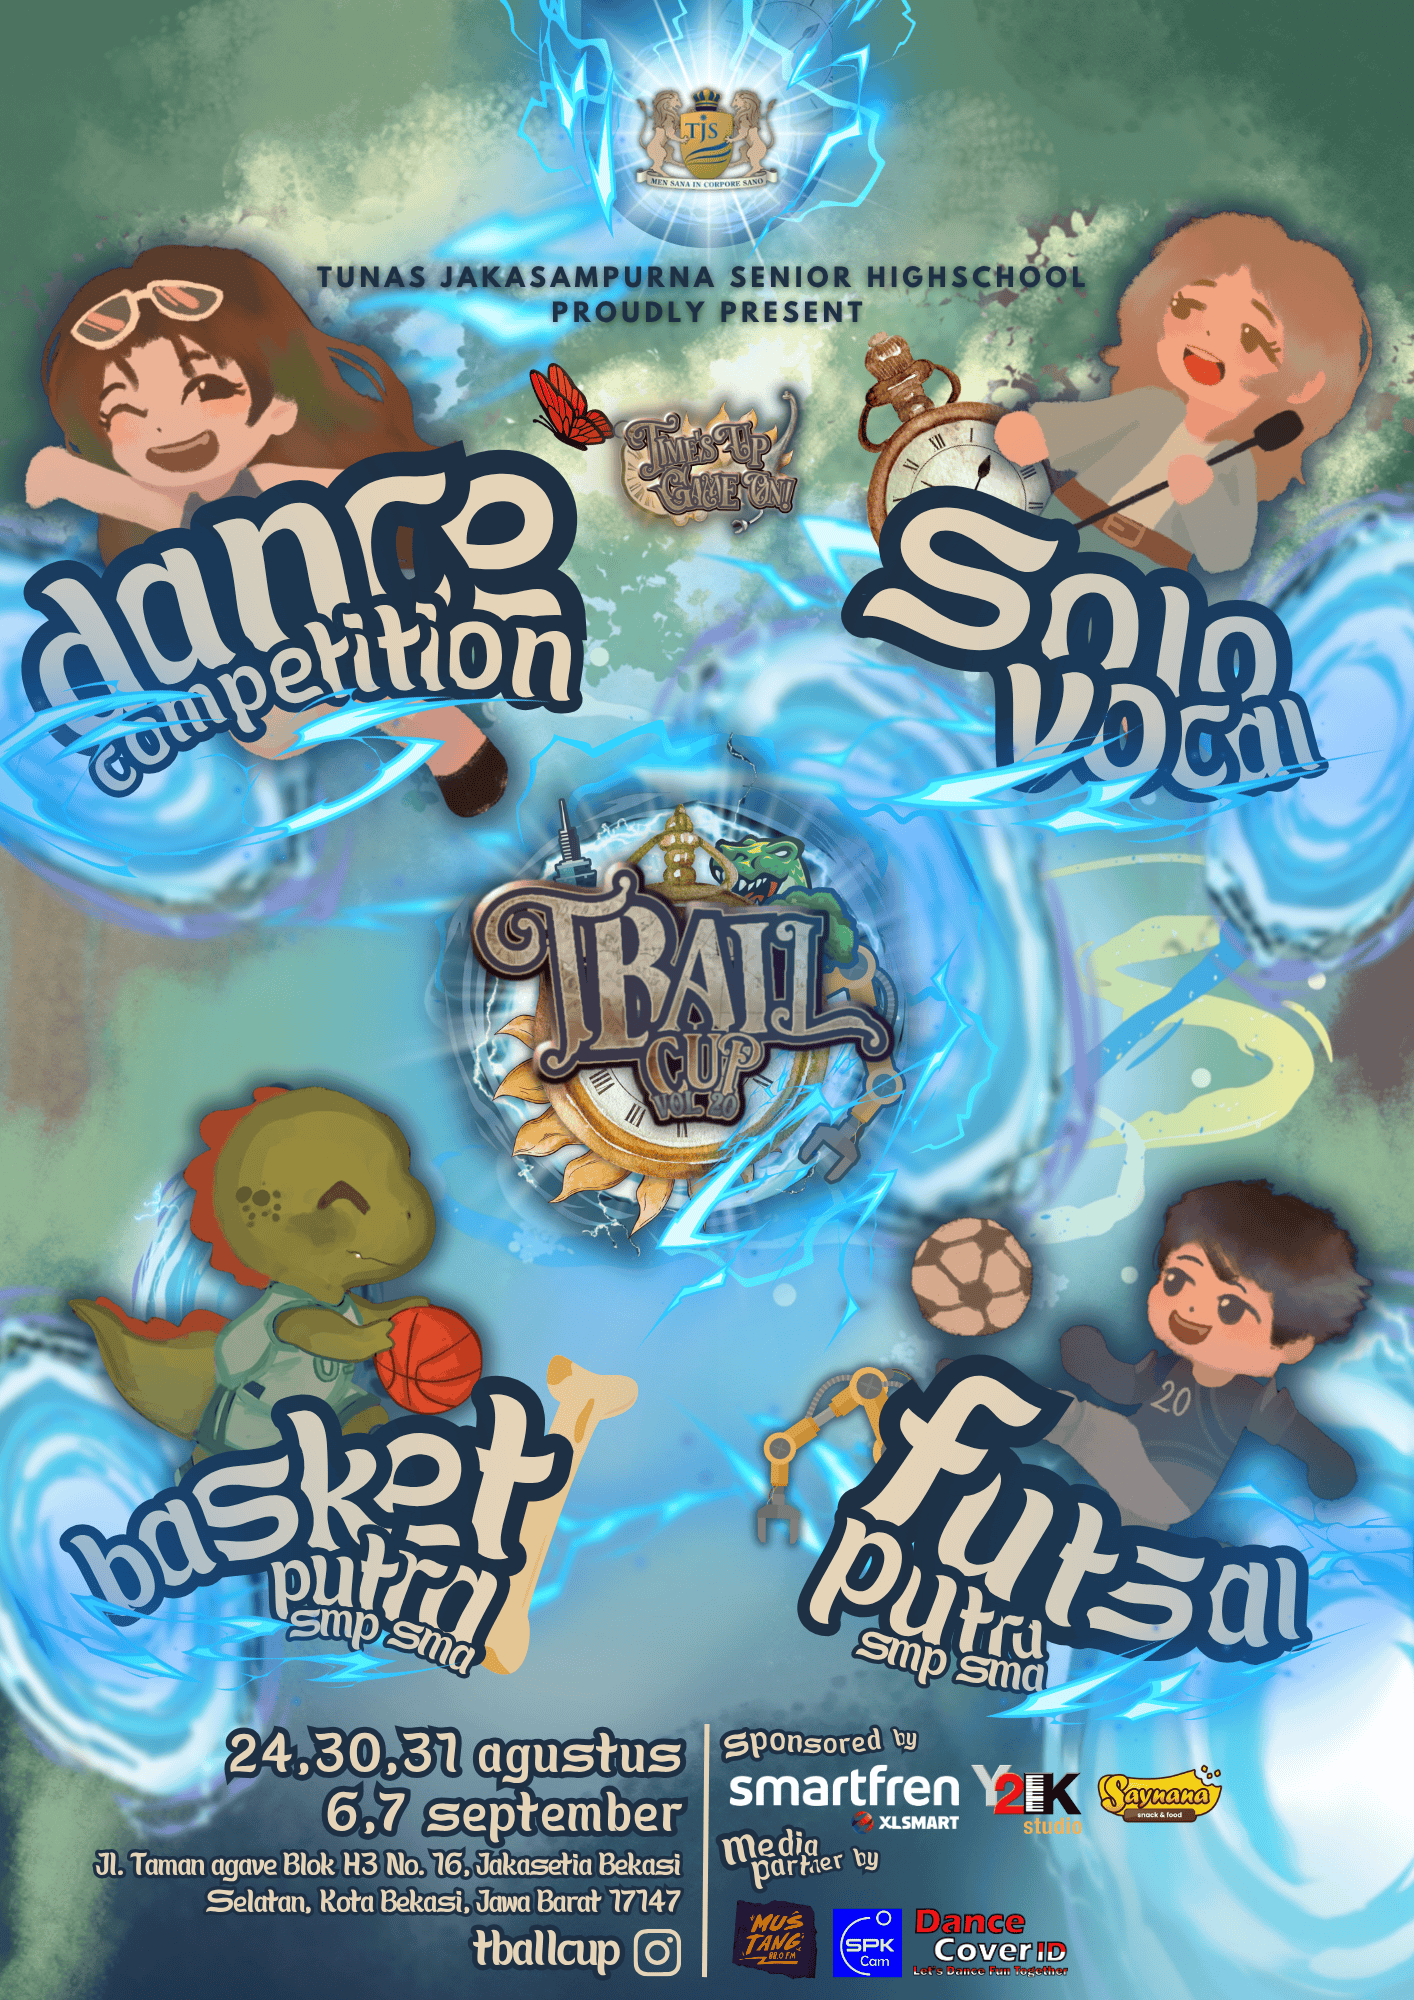 TJS
MEN SANA IN CORPORE SANO
TUNAS JAKASAMPURNA SENIOR HIGHSCHOOL
PROUDLY PRESENT
TIME'S UP
GAME ON!
dance
competition
Solo
Vocal
TBALL
CUP
VOL. 20
basket
putra
smp sma
20
futsal
putra
smp sma
24,30,31 agustus
6,7 september
Jl. Taman agave Blok H3 No. 16, Jakasetia Bekasi
Selatan, Kota Bekasi, Jawa Barat 17147
tballcup
sponsored by
smartfren
XLSMART
Y2K
studio
Saynana
snack & food
media
partner by
MUSTANG
88.0 FM
SPK
Cam
Dance
Cover ID
Let's Dance Fun Together